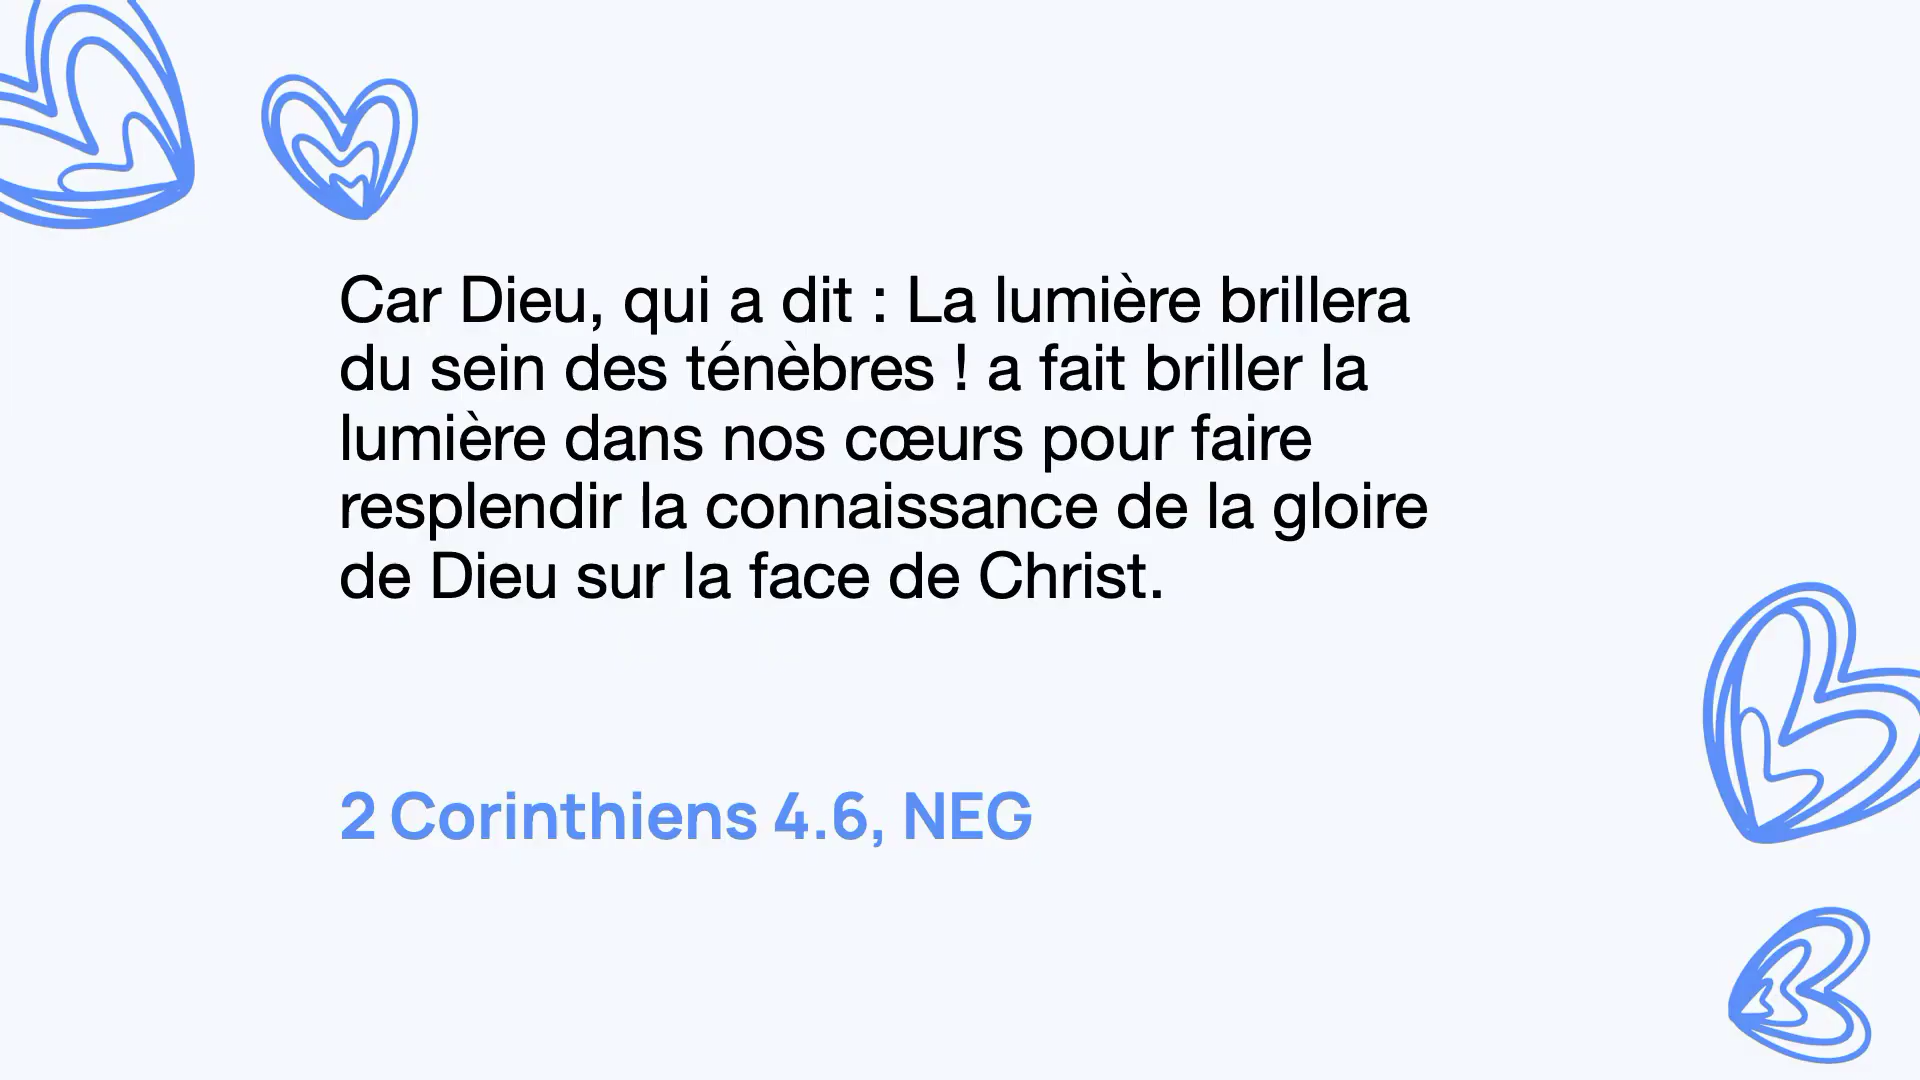 Car Dieu, qui a dit : La lumière brillera
du sein des ténèbres ! a fait briller la
lumière dans nos cœurs pour faire
resplendir la connaissance de la gloire
de Dieu sur la face de Christ.
2 Corinthiens 4.6, NEG